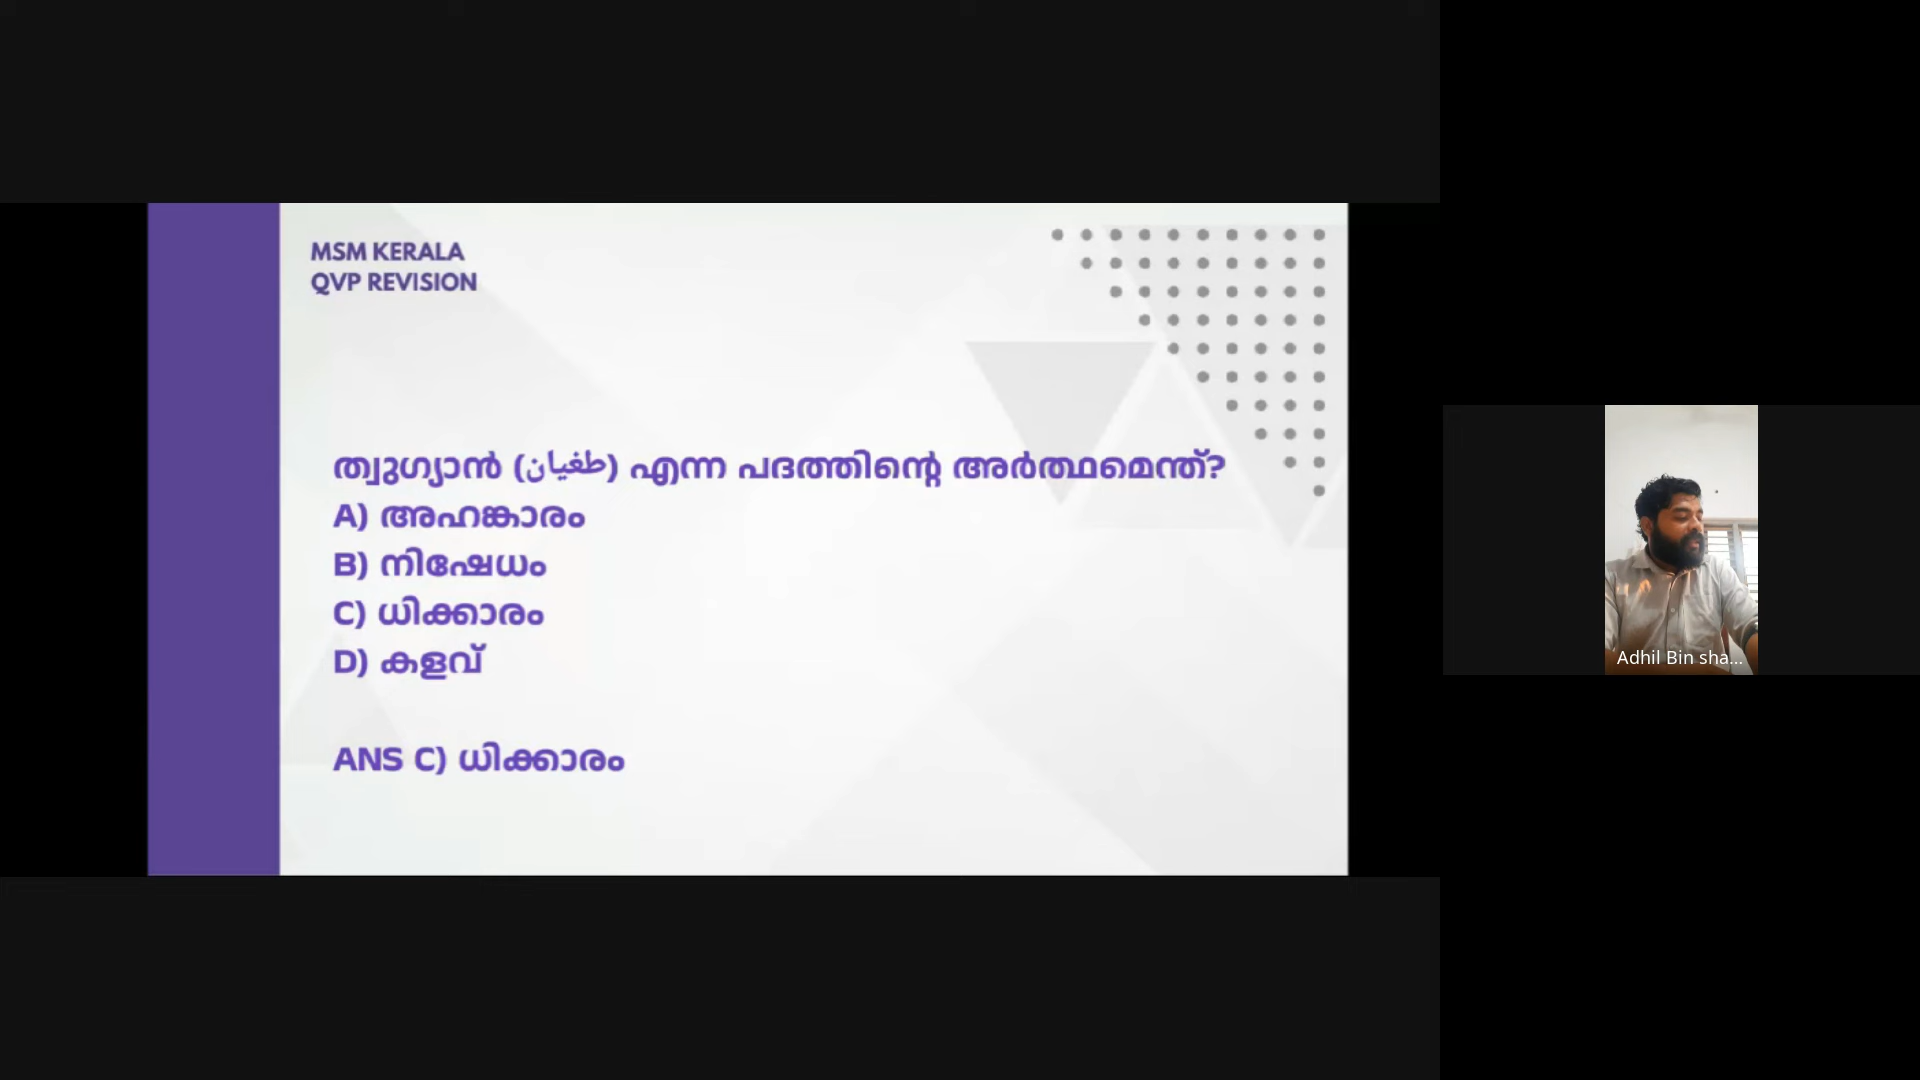 MSM KERALA
QVP REVISION
ത്വുഗ്യാൻ (طغيان) എന്ന പദത്തിന്റെ അർത്ഥമെന്ത്?
A) അഹങ്കാരം
B) നിഷേധം
C) ധിക്കാരം
D) കളവ്
ANS C) ധിക്കാരം
Adhil Bin sha...